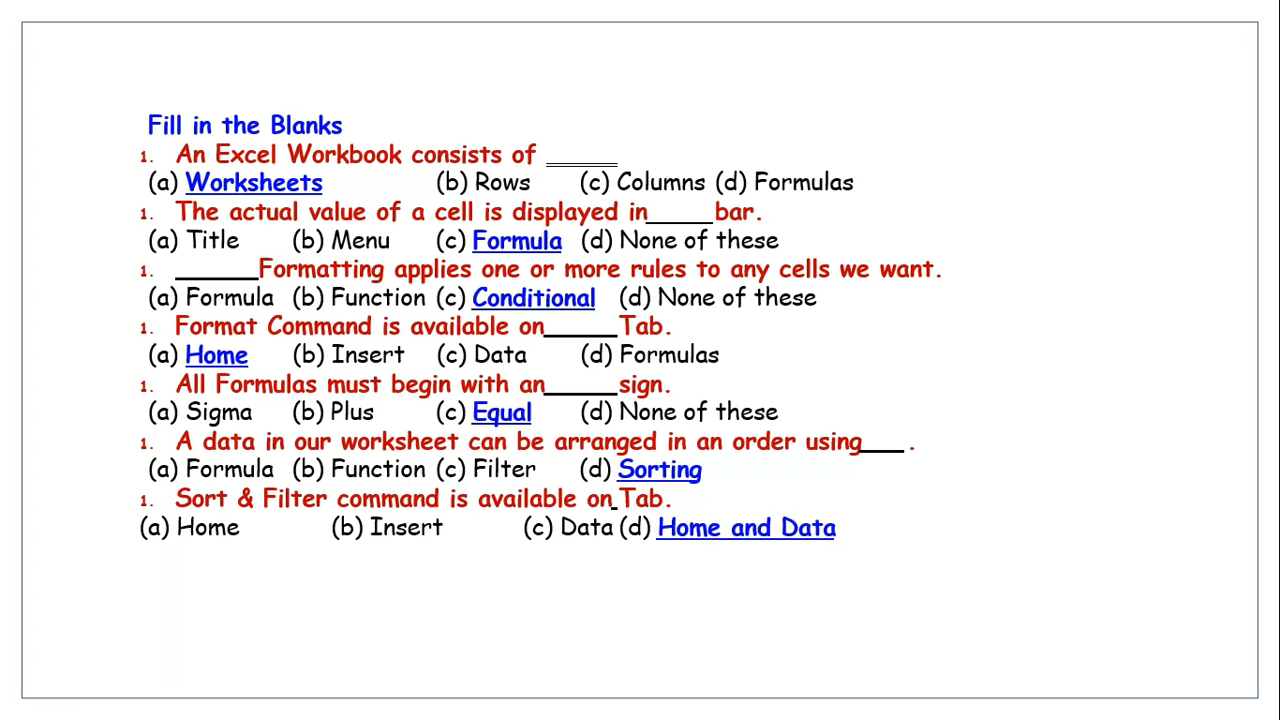 Fill in the Blanks
1. An Excel Workbook consists of _____
(a) Worksheets (b) Rows (c) Columns (d) Formulas
1. The actual value of a cell is displayed in_____bar.
(a) Title (b) Menu (c) Formula (d) None of these
1. ______Formatting applies one or more rules to any cells we want.
(a) Formula (b) Function (c) Conditional (d) None of these
1. Format Command is available on_____Tab.
(a) Home (b) Insert (c) Data (d) Formulas
1. All Formulas must begin with an_____sign.
(a) Sigma (b) Plus (c) Equal (d) None of these
1. A data in our worksheet can be arranged in an order using___.
(a) Formula (b) Function (c) Filter (d) Sorting
1. Sort & Filter command is available on_Tab.
(a) Home (b) Insert (c) Data (d) Home and Data